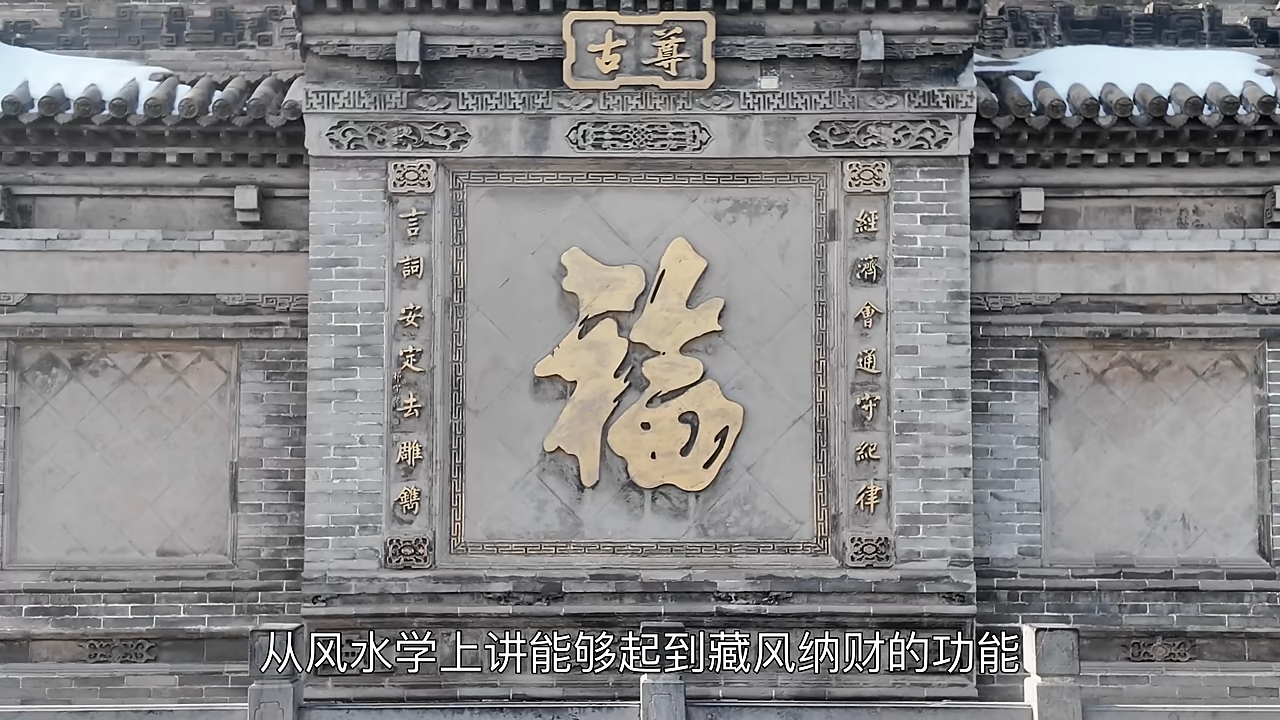 尊古
經濟會通守紀律
福
言詞安定去雕鐫
从风水学上讲能够起到藏风纳财的功能